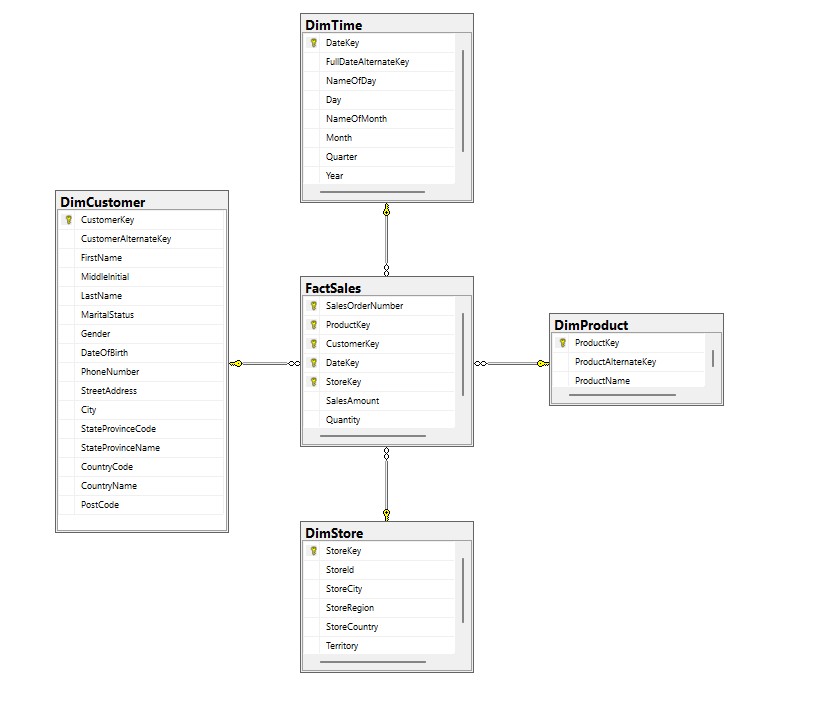 DimTime
DateKey
FullDateAlternateKey
NameOfDay
Day
NameOfMonth
Month
Quarter
Year
DimCustomer
CustomerKey
CustomerAlternateKey
FirstName
MiddleInitial
LastName
MaritalStatus
Gender
DateOfBirth
PhoneNumber
StreetAddress
City
StateProvinceCode
StateProvinceName
CountryCode
CountryName
PostCode
FactSales
SalesOrderNumber
ProductKey
CustomerKey
DateKey
StoreKey
SalesAmount
Quantity
DimProduct
ProductKey
ProductAlternateKey
ProductName
DimStore
StoreKey
StoreId
StoreCity
StoreRegion
StoreCountry
Territory